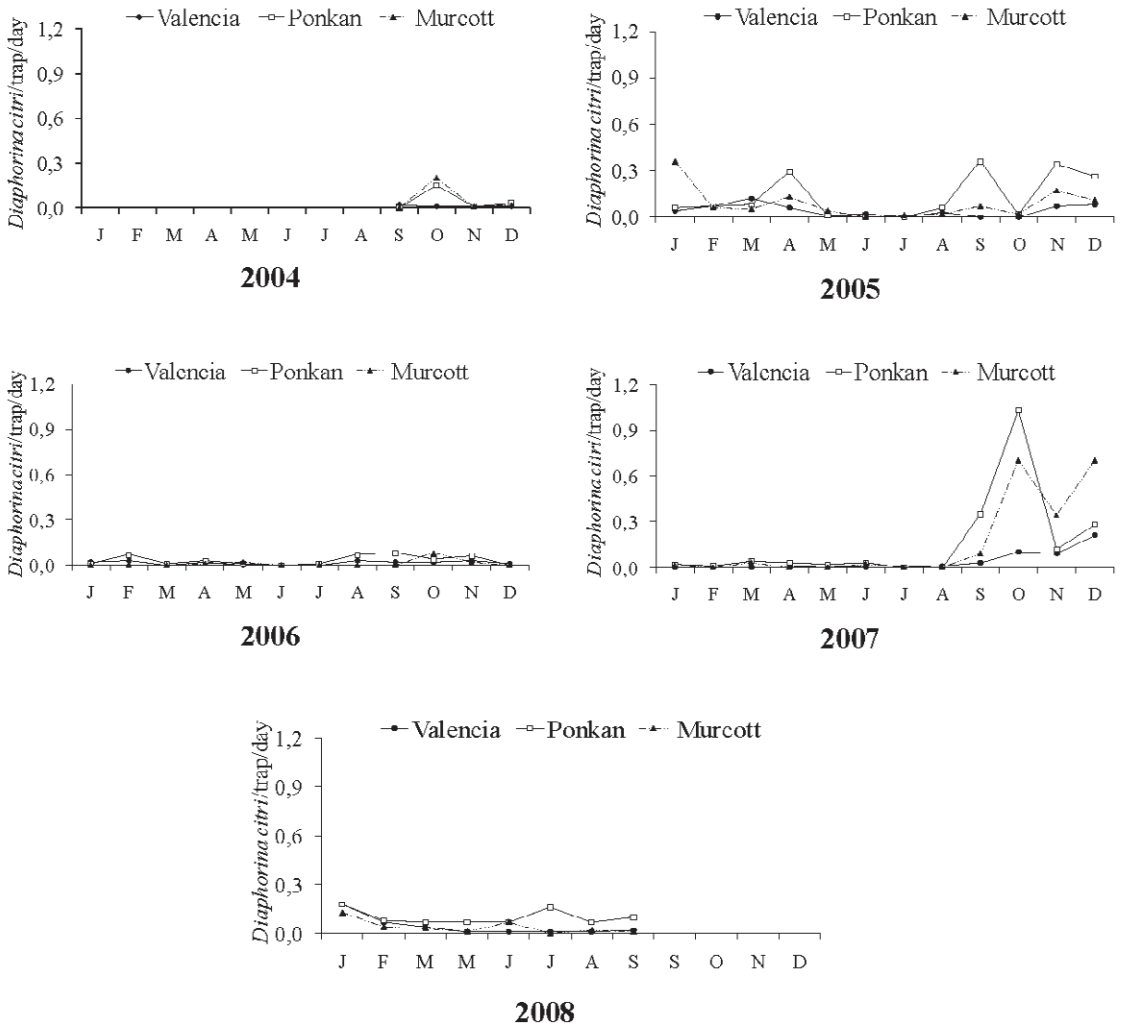 Valencia Ponkan Murcott
Diaphorina citri/trap/day
1,2
0,9
0,6
0,3
0,0
J F M A M J J A S O N D
2004
Valencia Ponkan Murcott
Diaphorina citri/trap/day
1,2
0,9
0,6
0,3
0,0
J F M A M J J A S O N D
2005
Valencia Ponkan Murcott
Diaphorina citri/trap/day
1,2
0,9
0,6
0,3
0,0
J F M A M J J A S O N D
2006
Valencia Ponkan Murcott
Diaphorina citri/trap/day
1,2
0,9
0,6
0,3
0,0
J F M A M J J A S O N D
2007
Valencia Ponkan Murcott
Diaphorina citri/trap/day
1,2
0,9
0,6
0,3
0,0
J F M M J J A S S O N D
2008